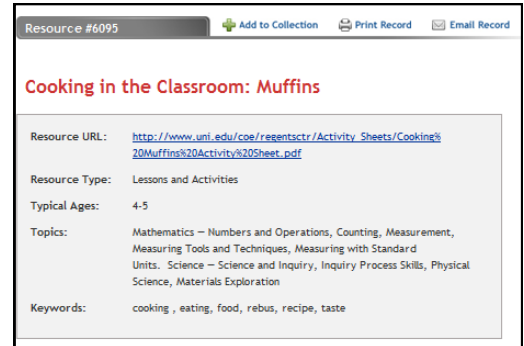 Resource #6095 Add to Collection Print Record Email Record
Cooking in the Classroom: Muffins
Resource URL: http://www.uni.edu/coe/regentsctr/Activity Sheets/Cooking%
20Muffins%20Activity%20Sheet.pdf
Resource Type: Lessons and Activities
Typical Ages: 4-5
Topics: Mathematics — Numbers and Operations, Counting, Measurement,
Measuring Tools and Techniques, Measuring with Standard
Units. Science — Science and Inquiry, Inquiry Process Skills, Physical
Science, Materials Exploration
Keywords: cooking , eating, food, rebus, recipe, taste